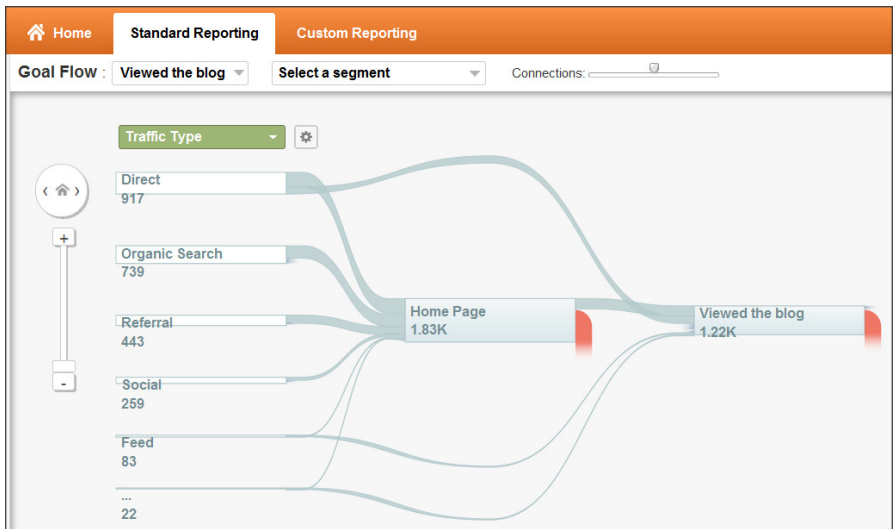 Home Standard Reporting Custom Reporting
Goal Flow : Viewed the blog Select a segment Connections:
Traffic Type
Direct
917
Organic Search
739
Referral
443
Social
259
Feed
83
...
22
Home Page
1.83K
Viewed the blog
1.22K
+
-